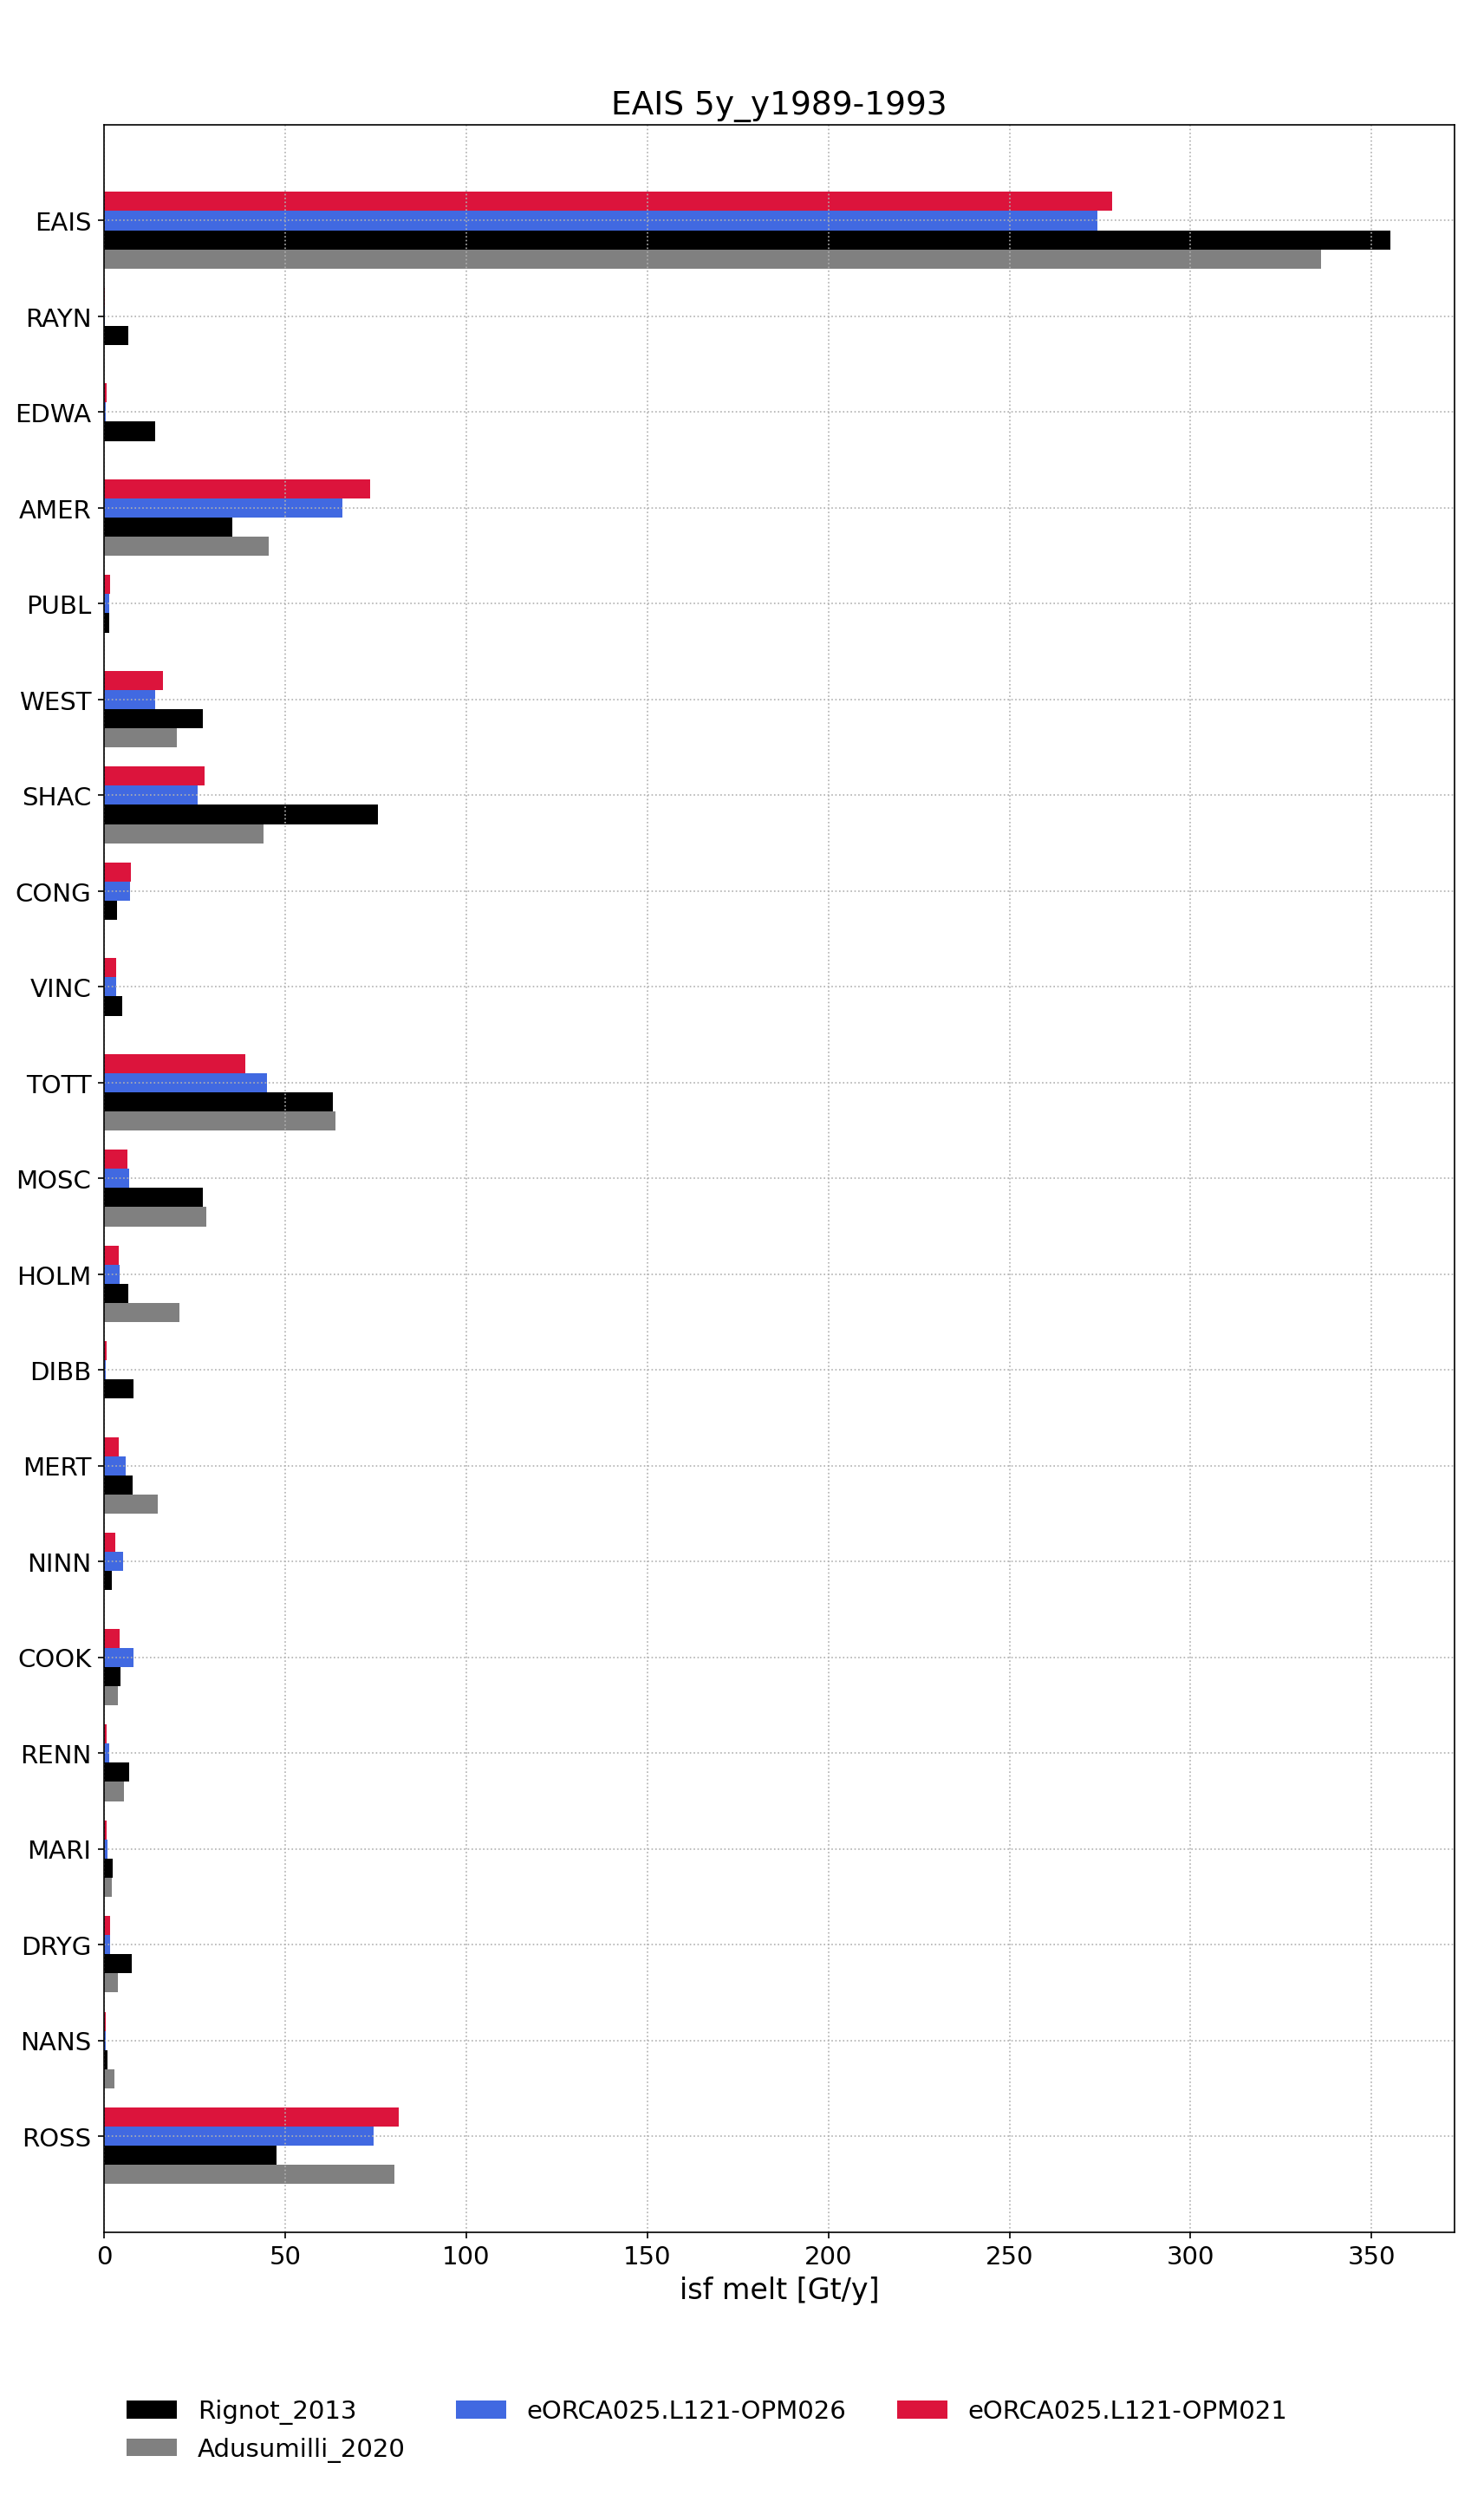 EAIS 5y_y1989-1993
EAIS
RAYN
EDWA
AMER
PUBL
WEST
SHAC
CONG
VINC
TOTT
MOSC
HOLM
DIBB
MERT
NINN
COOK
RENN
MARI
DRYG
NANS
ROSS
0 50 100 150 200 250 300 350
isf melt [Gt/y]
Rignot_2013 eORCA025.L121-OPM026 eORCA025.L121-OPM021
Adusumilli_2020